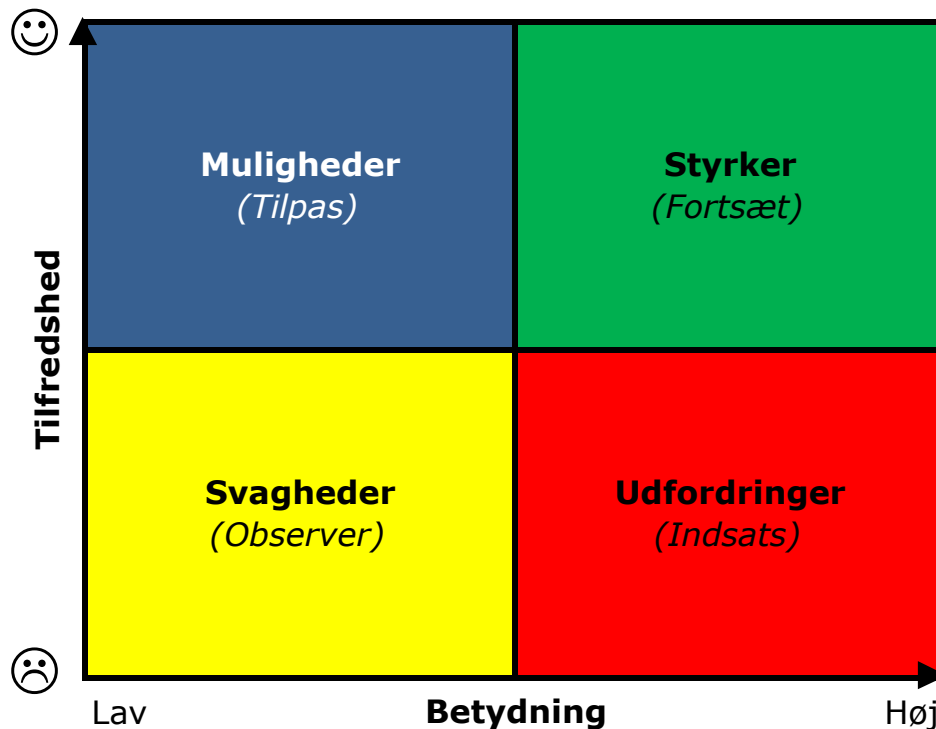 Muligheder
(Tilpas)
Styrker
(Fortsæt)
Tilfredshed
Svagheder
(Observer)
Udfordringer
(Indsats)
Lav
Betydning
Høj